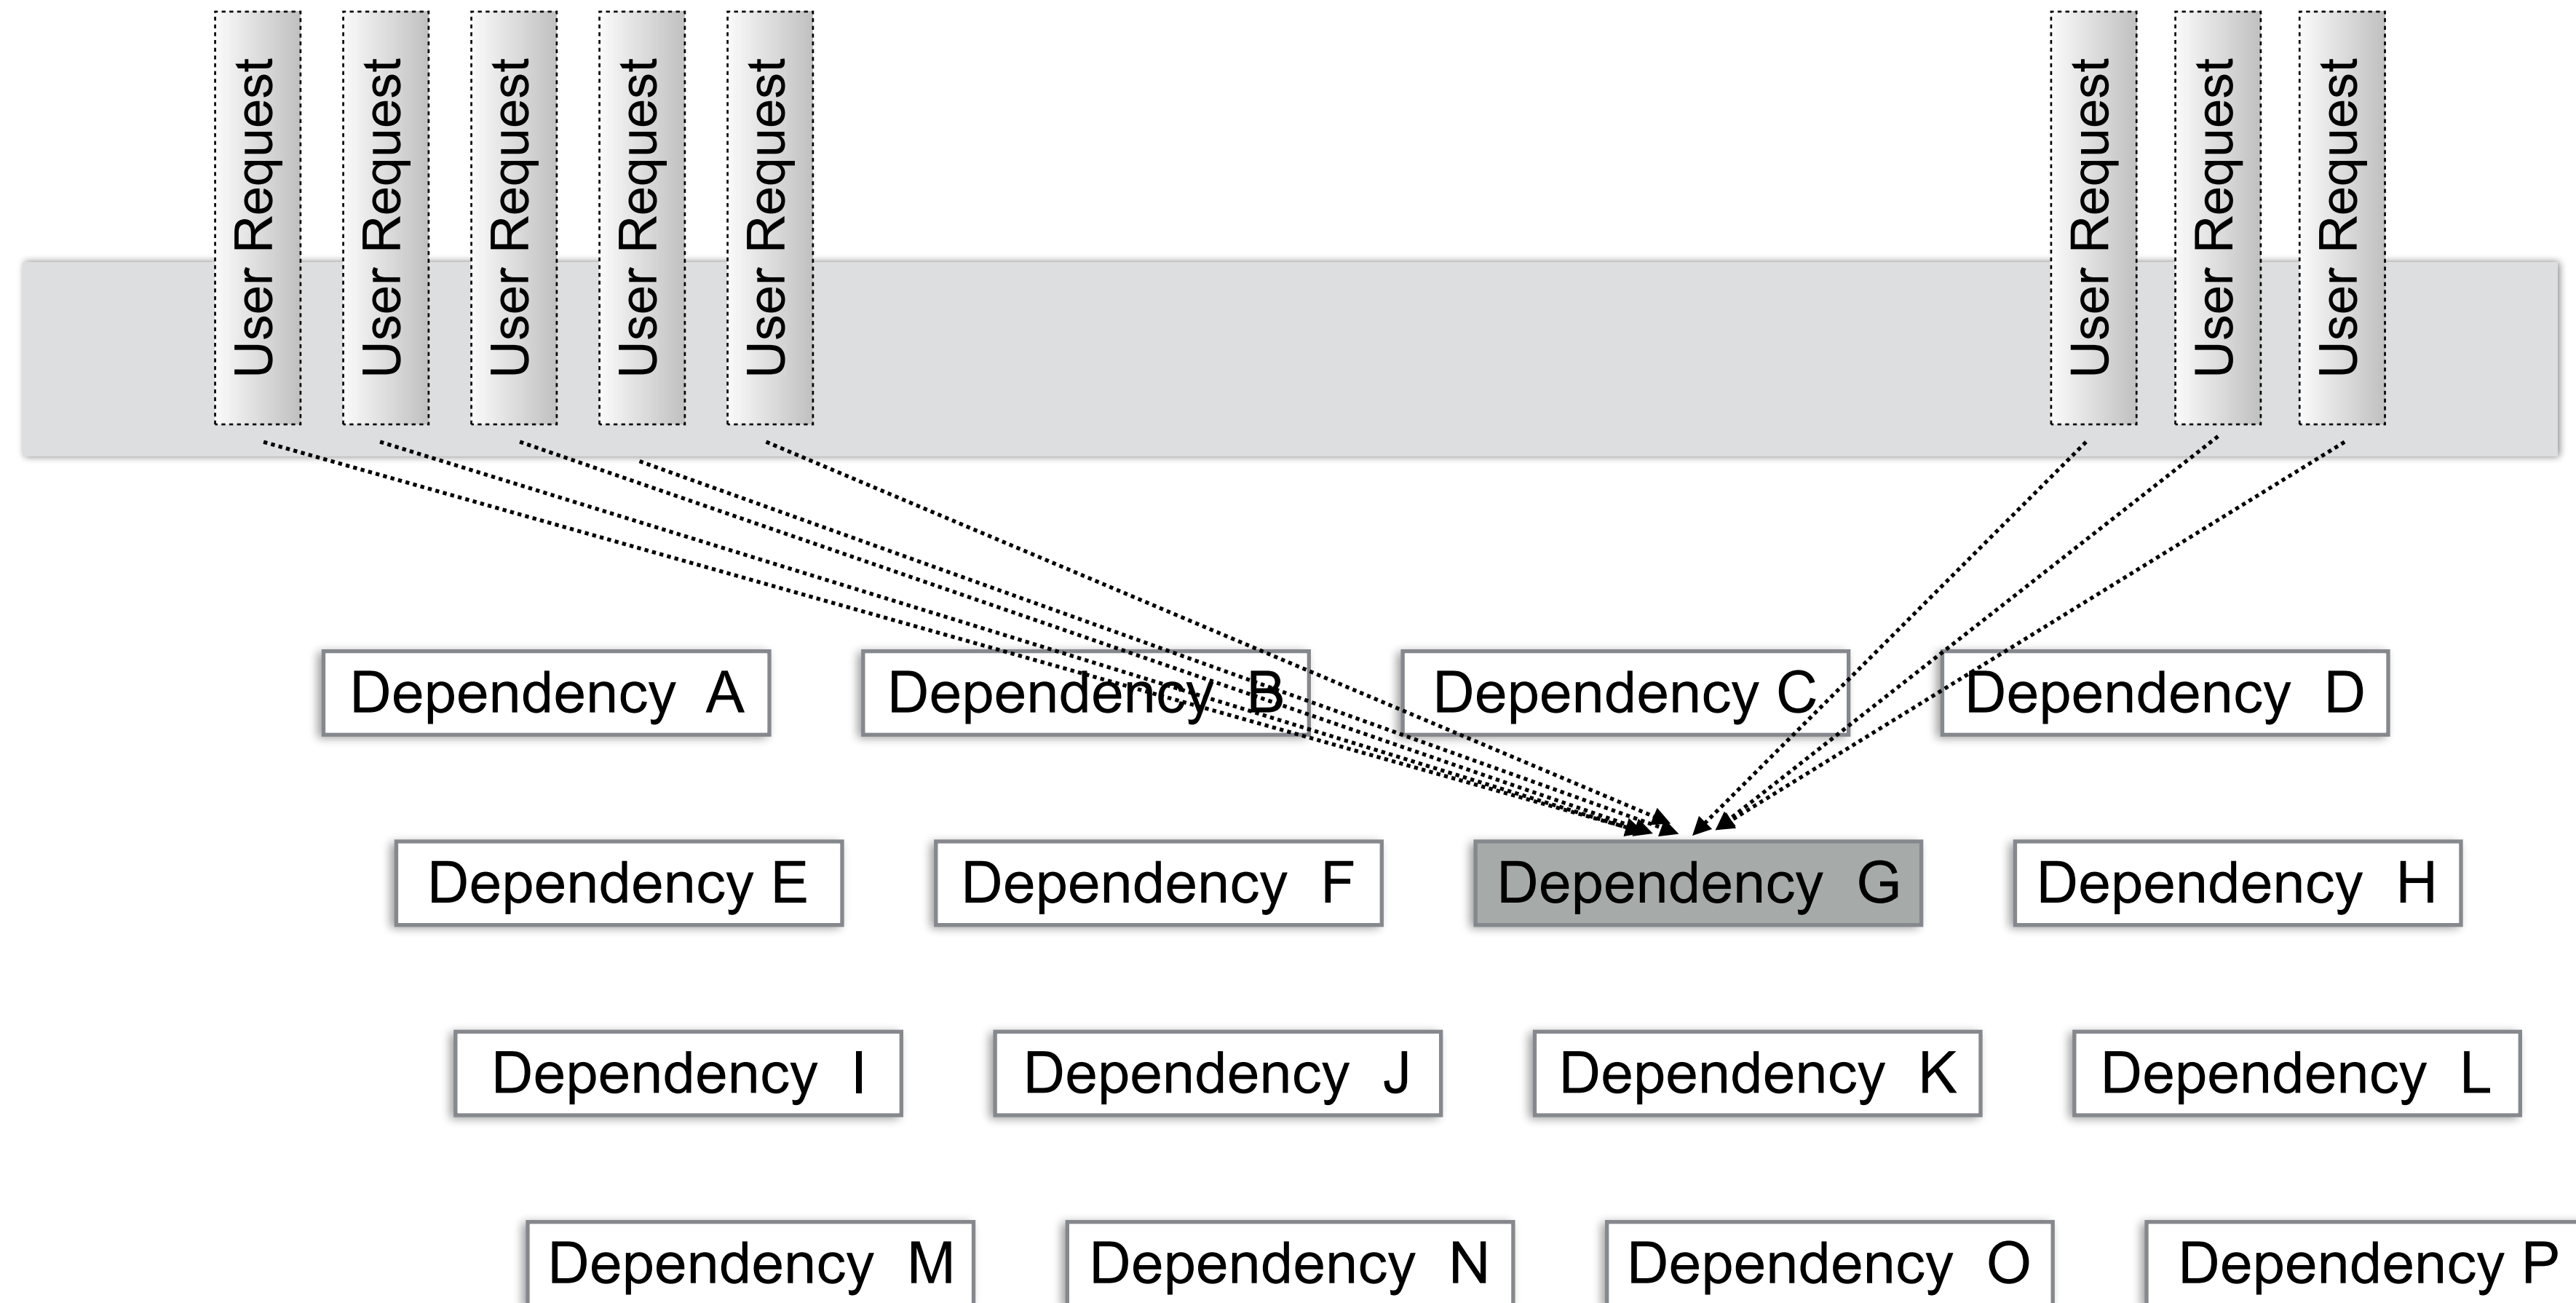 User Request
User Request
User Request
User Request
User Request
User Request
User Request
User Request
Dependency A
Dependency B
Dependency C
Dependency D
Dependency E
Dependency F
Dependency G
Dependency H
Dependency I
Dependency J
Dependency K
Dependency L
Dependency M
Dependency N
Dependency O
Dependency P